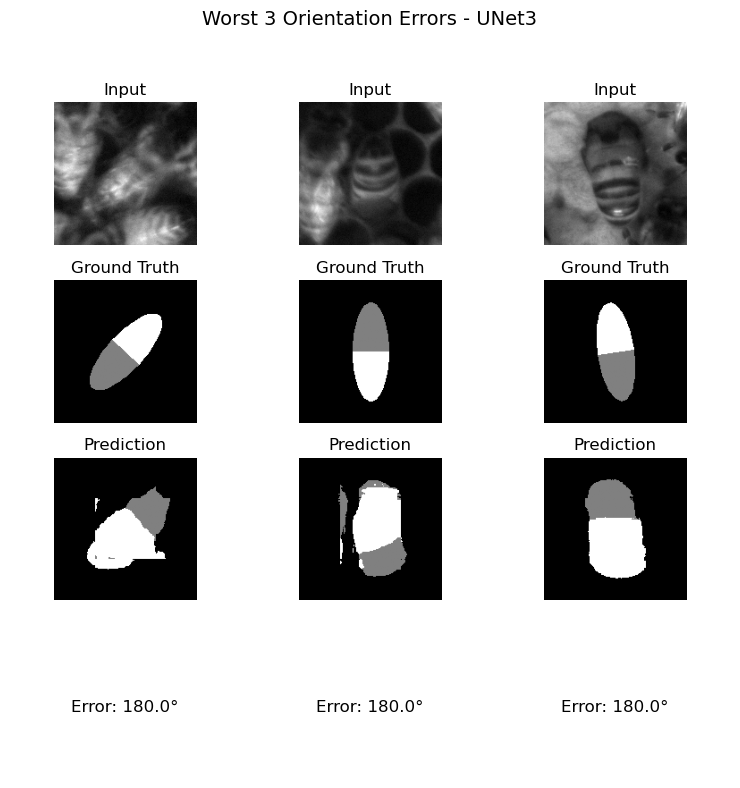 Worst 3 Orientation Errors - UNet3
Input
Input
Input
Ground Truth
Ground Truth
Ground Truth
Prediction
Prediction
Prediction
Error: 180.0°
Error: 180.0°
Error: 180.0°